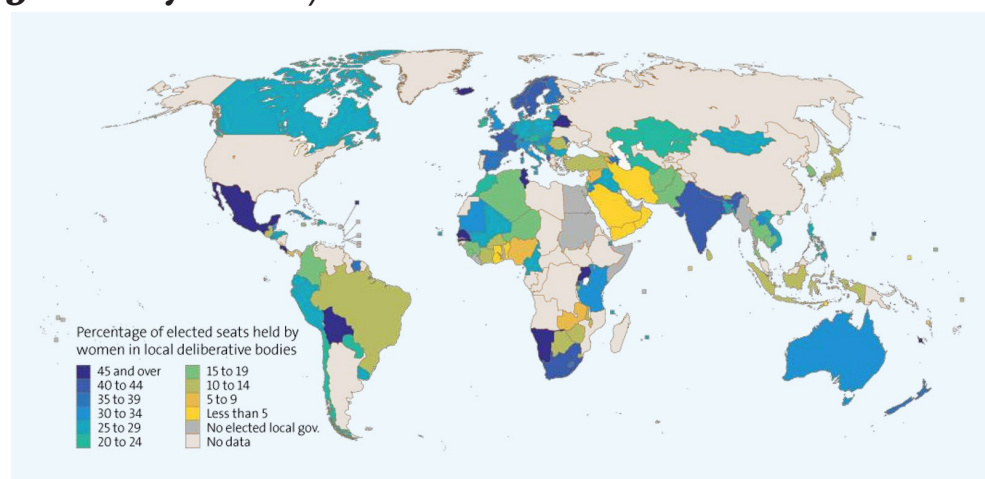 Percentage of elected seats held by
women in local deliberative bodies
45 and over
40 to 44
35 to 39
30 to 34
25 to 29
20 to 24
15 to 19
10 to 14
5 to 9
Less than 5
No elected local gov.
No data